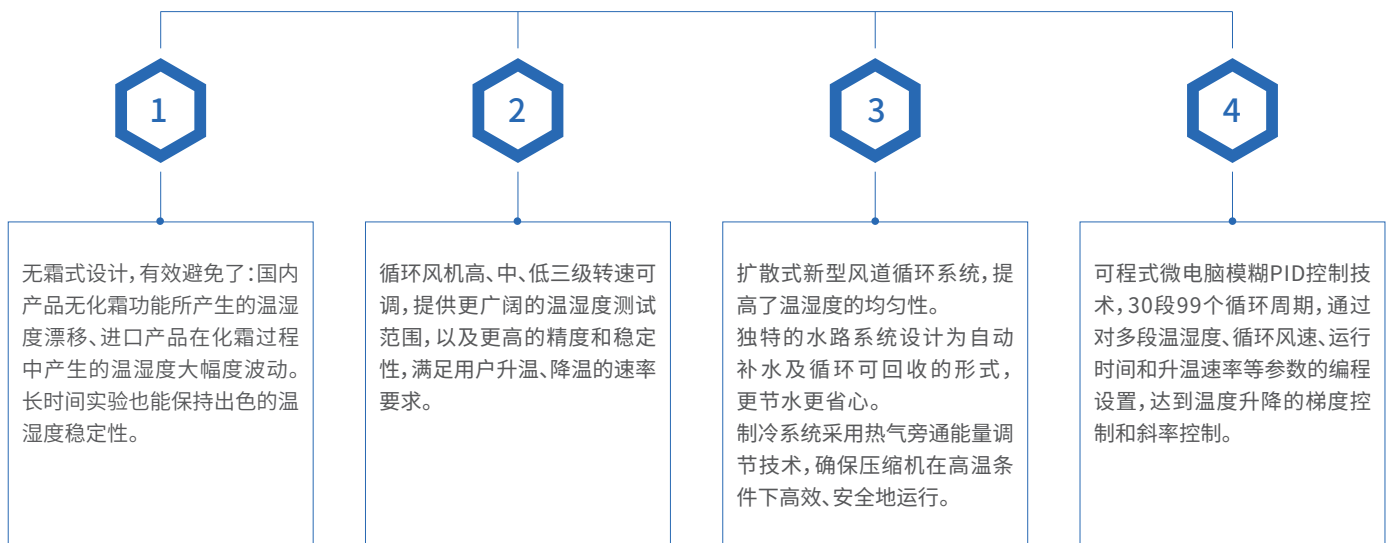 1
无霜式设计，有效避免了：国内
产品无化霜功能所产生的温湿
度漂移、进口产品在化霜过程
中产生的温湿度大幅度波动。
长时间实验也能保持出色的温
湿度稳定性。
2
循环风机高、中、低三级转速可
调，提供更广阔的温湿度测试
范围，以及更高的精度和稳定
性，满足用户升温、降温的速率
要求。
3
扩散式新型风道循环系统，提
高了温湿度的均匀性。
独特的水路系统设计为自动
补水及循环可回收的形式，
更节水更省心。
制冷系统采用热气旁通能量调
节技术，确保压缩机在高温条
件下高效、安全地运行。
4
可程式微电脑模糊PID控制技
术，30段99个循环周期，通过
对多段温湿度、循环风速、运行
时间和升温速率等参数的编程
设置，达到温度升降的梯度控
制和斜率控制。